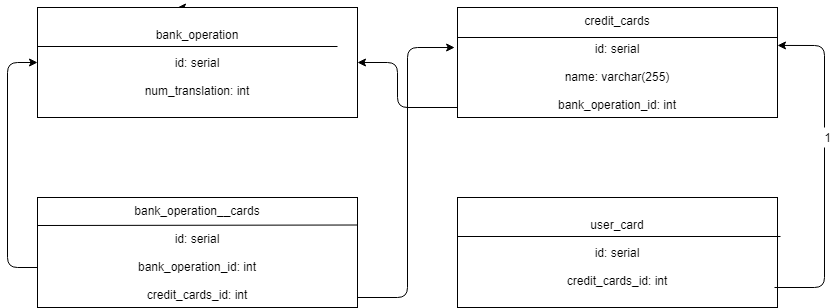 bank_operation
id: serial
num_translation: int
credit_cards
id: serial
name: varchar(255)
bank_operation_id: int
1
bank_operation__cards
id: serial
bank_operation_id: int
credit_cards_id: int
user_card
id: serial
credit_cards_id: int